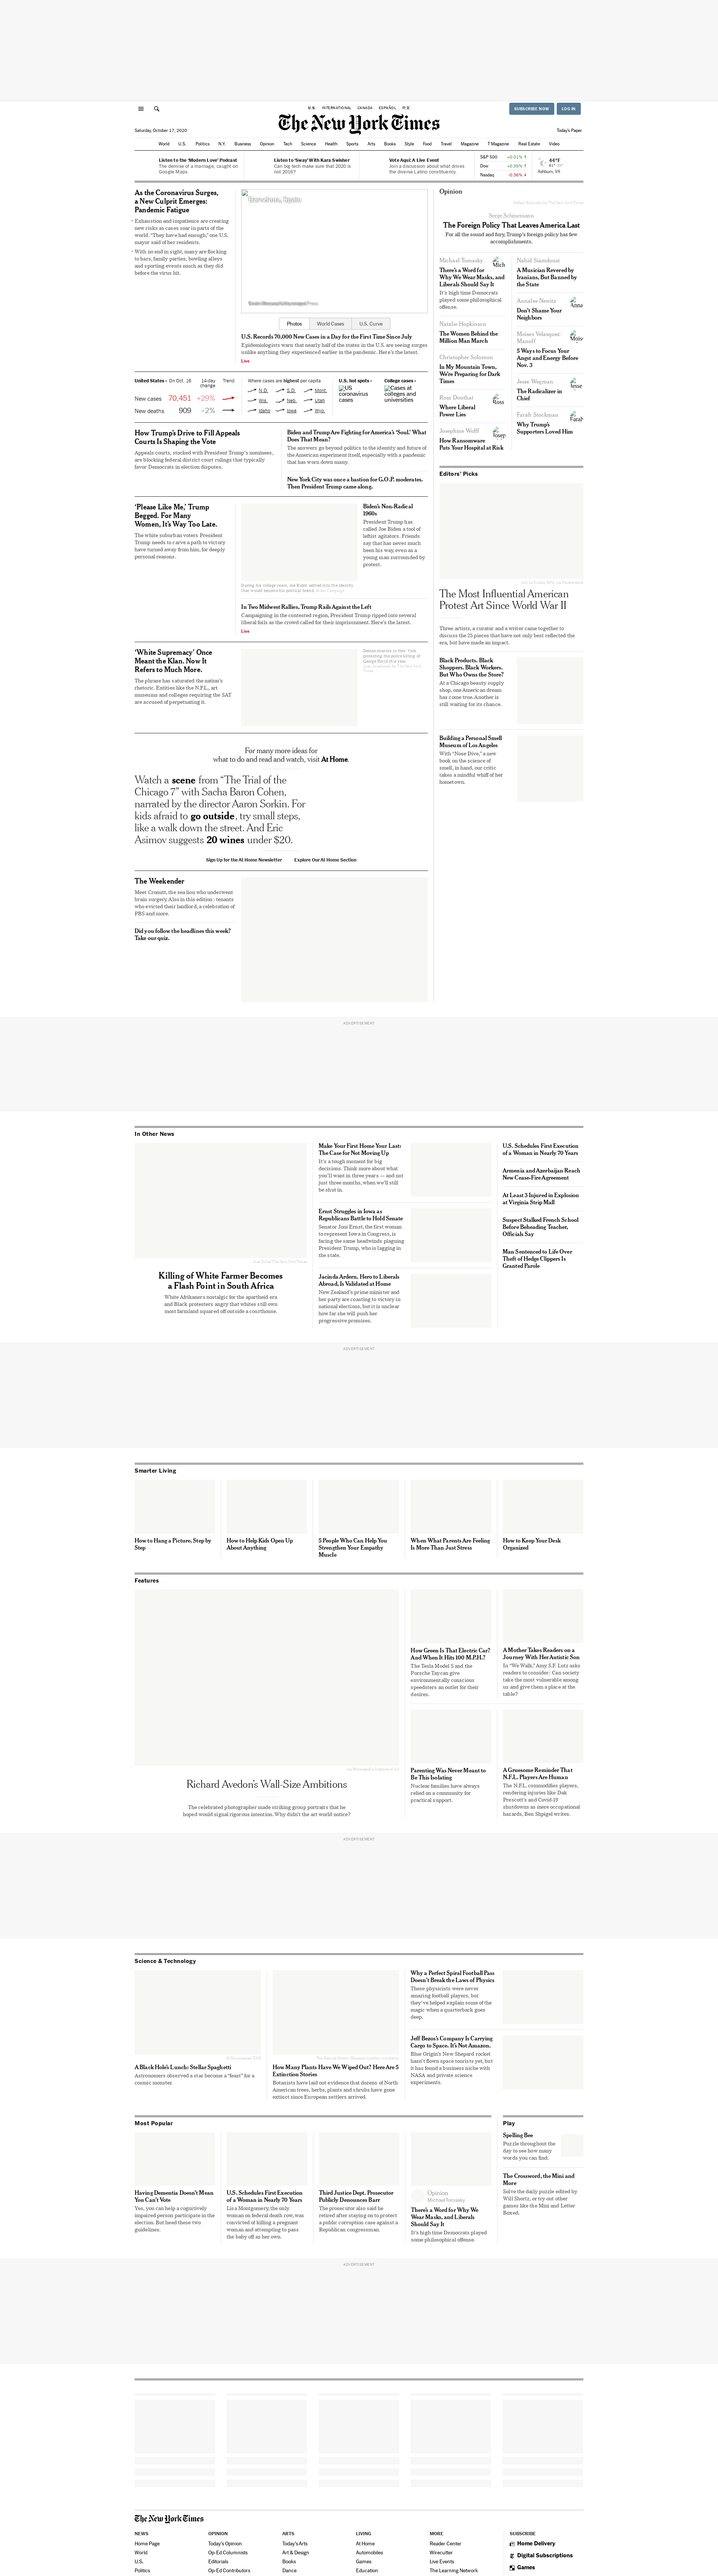 U.S. INTERNATIONAL CANADA ESPAÑOL 中文
SUBSCRIBE NOW LOG IN
The New York Times
Saturday, October 17, 2020
Today's Paper
World U.S. Politics N.Y. Business Opinion Tech Science Health Sports Arts Books Style Food Travel Magazine T Magazine Real Estate Video
Listen to the 'Modern Love' Podcast
The demise of a marriage, caught on
Google Maps.
Listen to 'Sway' With Kara Swisher
Can big tech make sure that 2020 is
not 2016?
Vote App: A Live Event
Join a discussion about what drives
the diverse Latino constituency.
S&P 500 +0.01%
Dow +0.39%
Nasdaq -0.36%
44°F
Ashburn, VA
As the Coronavirus Surges,
a New Culprit Emerges:
Pandemic Fatigue
Exhaustion and impatience are creating
new risks as cases soar in parts of the
world. "They have had enough," one U.S.
mayor said of her residents.
With no end in sight, many are flocking
to bars, family parties, bowling alleys
and sporting events much as they did
before the virus hit.
Barcelona, Spain
Photos World Cases U.S. Curve
U.S. Records 70,000 New Cases in a Day for the First Time Since July
Epidemiologists warn that nearly half of the states in the U.S. are seeing surges
unlike anything they experienced earlier in the pandemic. Here's the latest.
Live
United States › On Oct. 16 14-day
change Trend
New cases 70,451 +29%
New deaths 909 −2%
Where cases are highest per capita
N.D. S.D. Mont.
Wis. Neb. Utah
Idaho Iowa Wyo.
U.S. hot spots ›
US
coronavirus
cases
College cases ›
Cases at
colleges and
universities
How Trump's Drive to Fill Appeals
Courts Is Shaping the Vote
Appeals courts, stocked with President Trump's nominees,
are blocking federal district court rulings that typically
favor Democrats in election disputes.
Biden and Trump Are Fighting for America's 'Soul.' What
Does That Mean?
The answers go beyond politics to the identity and future of
the American experiment itself, especially with a pandemic
that has worn down many.
New York City was once a bastion for G.O.P. moderates.
Then President Trump came along.
'Please Like Me,' Trump
Begged. For Many
Women, It's Way Too Late.
The white suburban voters President
Trump needs to carve a path to victory
have turned away from him, for deeply
personal reasons.
During his college years, Joe Biden settled into the identity
that would become his political brand.
Biden's Non-Radical
1960s
President Trump has
called Joe Biden a tool of
leftist agitators. Friends
say that has never much
been his way, even as a
young man surrounded by
protest.
In Two Midwest Rallies, Trump Rails Against the Left
Campaigning in the contested region, President Trump ripped into several
liberal foils as the crowd called for their imprisonment. Here's the latest.
Live
'White Supremacy' Once
Meant the Klan. Now It
Refers to Much More.
The phrase has saturated the nation's
rhetoric. Entities like the N.F.L., art
museums and colleges requiring the SAT
are accused of perpetuating it.
Demonstrators in New York
protesting the police killing of
George Floyd this year.
For many more ideas for
what to do and read and watch, visit At Home.
Watch a scene from "The Trial of the
Chicago 7" with Sacha Baron Cohen,
narrated by the director Aaron Sorkin. For
kids afraid to go outside, try small steps,
like a walk down the street. And Eric
Asimov suggests 20 wines under $20.
Sign Up for the At Home Newsletter Explore Our At Home Section
The Weekender
Meet Cronutt, the sea lion who underwent
brain surgery. Also in this edition: tenants
who evicted their landlord, a celebration of
PBS and more.
Did you follow the headlines this week?
Take our quiz.
Opinion
Serge Schmemann
The Foreign Policy That Leaves America Last
For all the sound and fury, Trump's foreign policy has few
accomplishments.
Michael Tomasky
There's a Word for
Why We Wear Masks, and
Liberals Should Say It
It's high time Democrats
played some philosophical
offense.
Natalie Hopkinson
The Women Behind the
Million Man March
Christopher Solomon
In My Mountain Town,
We're Preparing for Dark
Times
Ross Douthat
Where Liberal
Power Lies
Josephine Wolff
How Ransomware
Puts Your Hospital at Risk
Nahid Siamdoust
A Musician Revered by
Iranians, But Banned by
the State
Annalee Newitz
Don't Shame Your
Neighbors
Moises Velasquez-
Manoff
5 Ways to Focus Your
Angst and Energy Before
Nov. 3
Jesse Wegman
The Radicalizer in
Chief
Farah Stockman
Why Trump's
Supporters Loved Him
Editors' Picks
The Most Influential American
Protest Art Since World War II
Three artists, a curator and a writer came together to
discuss the 25 pieces that have not only best reflected the
era, but have made an impact.
Black Products. Black
Shoppers. Black Workers.
But Who Owns the Store?
At a Chicago beauty supply
shop, one American dream
has come true. Another is
still waiting for its chance.
Building a Personal Smell
Museum of Los Angeles
With "Nose Dive," a new
book on the science of
smell, in hand, our critic
takes a mindful whiff of her
hometown.
ADVERTISEMENT
In Other News
Killing of White Farmer Becomes
a Flash Point in South Africa
White Afrikaners nostalgic for the apartheid era
and Black protesters angry that whites still own
most farmland squared off outside a courthouse.
Make Your First Home Your Last:
The Case for Not Moving Up
It's a tough moment for big
decisions. Think more about what
you'll want in three years — and not
just three months, when we'll still
be shut in.
Ernst Struggles in Iowa as
Republicans Battle to Hold Senate
Senator Joni Ernst, the first woman
to represent Iowa in Congress, is
facing the same headwinds plaguing
President Trump, who is lagging in
the state.
Jacinda Ardern, Hero to Liberals
Abroad, Is Validated at Home
New Zealand's prime minister and
her party are coasting to victory in
national elections, but it is unclear
how far she will push her
progressive promises.
U.S. Schedules First Execution
of a Woman in Nearly 70 Years
Armenia and Azerbaijan Reach
New Cease-Fire Agreement
At Least 3 Injured in Explosion
at Virginia Strip Mall
Suspect Stalked French School
Before Beheading Teacher,
Officials Say
Man Sentenced to Life Over
Theft of Hedge Clippers Is
Granted Parole
ADVERTISEMENT
Smarter Living
How to Hang a Picture, Step by
Step
How to Help Kids Open Up
About Anything
5 People Who Can Help You
Strengthen Your Empathy
Muscle
When What Parents Are Feeling
Is More Than Just Stress
How to Keep Your Desk
Organized
Features
Richard Avedon's Wall-Size Ambitions
The celebrated photographer made striking group portraits that he
hoped would signal rigorous intention. Why didn't the art world notice?
How Green Is That Electric Car?
And When It Hits 100 M.P.H.?
The Tesla Model S and the
Porsche Taycan give
environmentally conscious
speedsters an outlet for their
desires.
A Mother Takes Readers on a
Journey With Her Autistic Son
In "We Walk," Amy S.F. Lutz asks
readers to consider: Can society
take the most vulnerable among
us and give them a place at the
table?
Parenting Was Never Meant to
Be This Isolating
Nuclear families have always
relied on a community for
practical support.
A Gruesome Reminder That
N.F.L. Players Are Human
The N.F.L. commodifies players,
rendering injuries like Dak
Prescott's and Covid-19
shutdowns as mere occupational
hazards, Ben Shpigel writes.
ADVERTISEMENT
Science & Technology
A Black Hole's Lunch: Stellar Spaghetti
Astronomers observed a star become a "feast" for a
cosmic monster.
How Many Plants Have We Wiped Out? Here Are 5
Extinction Stories
Botanists have laid out evidence that dozens of North
American trees, herbs, plants and shrubs have gone
extinct since European settlers arrived.
Why a Perfect Spiral Football Pass
Doesn't Break the Laws of Physics
These physicists were never
amazing football players, but
they've helped explain some of the
magic when a quarterback goes
deep.
Jeff Bezos's Company Is Carrying
Cargo to Space. It's Not Amazon.
Blue Origin's New Shepard rocket
hasn't flown space tourists yet, but
it has found a business niche with
NASA and private science
experiments.
Most Popular
Having Dementia Doesn't Mean
You Can't Vote
Yes, you can help a cognitively
impaired person participate in the
election. But heed these two
guidelines.
U.S. Schedules First Execution
of a Woman in Nearly 70 Years
Lisa Montgomery, the only
woman on federal death row, was
convicted of killing a pregnant
woman and attempting to pass
the baby off as her own.
Third Justice Dept. Prosecutor
Publicly Denounces Barr
The prosecutor also said he
retired after staying on to protect
a public corruption case against a
Republican congressman.
Opinion
Michael Tomasky
There's a Word for Why We
Wear Masks, and Liberals
Should Say It
It's high time Democrats played
some philosophical offense.
Play
Spelling Bee
Puzzle throughout the
day to see how many
words you can find.
The Crossword, the Mini and
More
Solve the daily puzzle edited by
Will Shortz, or try out other
games like the Mini and Letter
Boxed.
ADVERTISEMENT
The New York Times
NEWS
Home Page
World
U.S.
Politics
OPINION
Today's Opinion
Op-Ed Columnists
Editorials
Op-Ed Contributors
ARTS
Today's Arts
Art & Design
Books
Dance
LIVING
At Home
Automobiles
Games
Education
MORE
Reader Center
Wirecutter
Live Events
The Learning Network
SUBSCRIBE
Home Delivery
Digital Subscriptions
Games